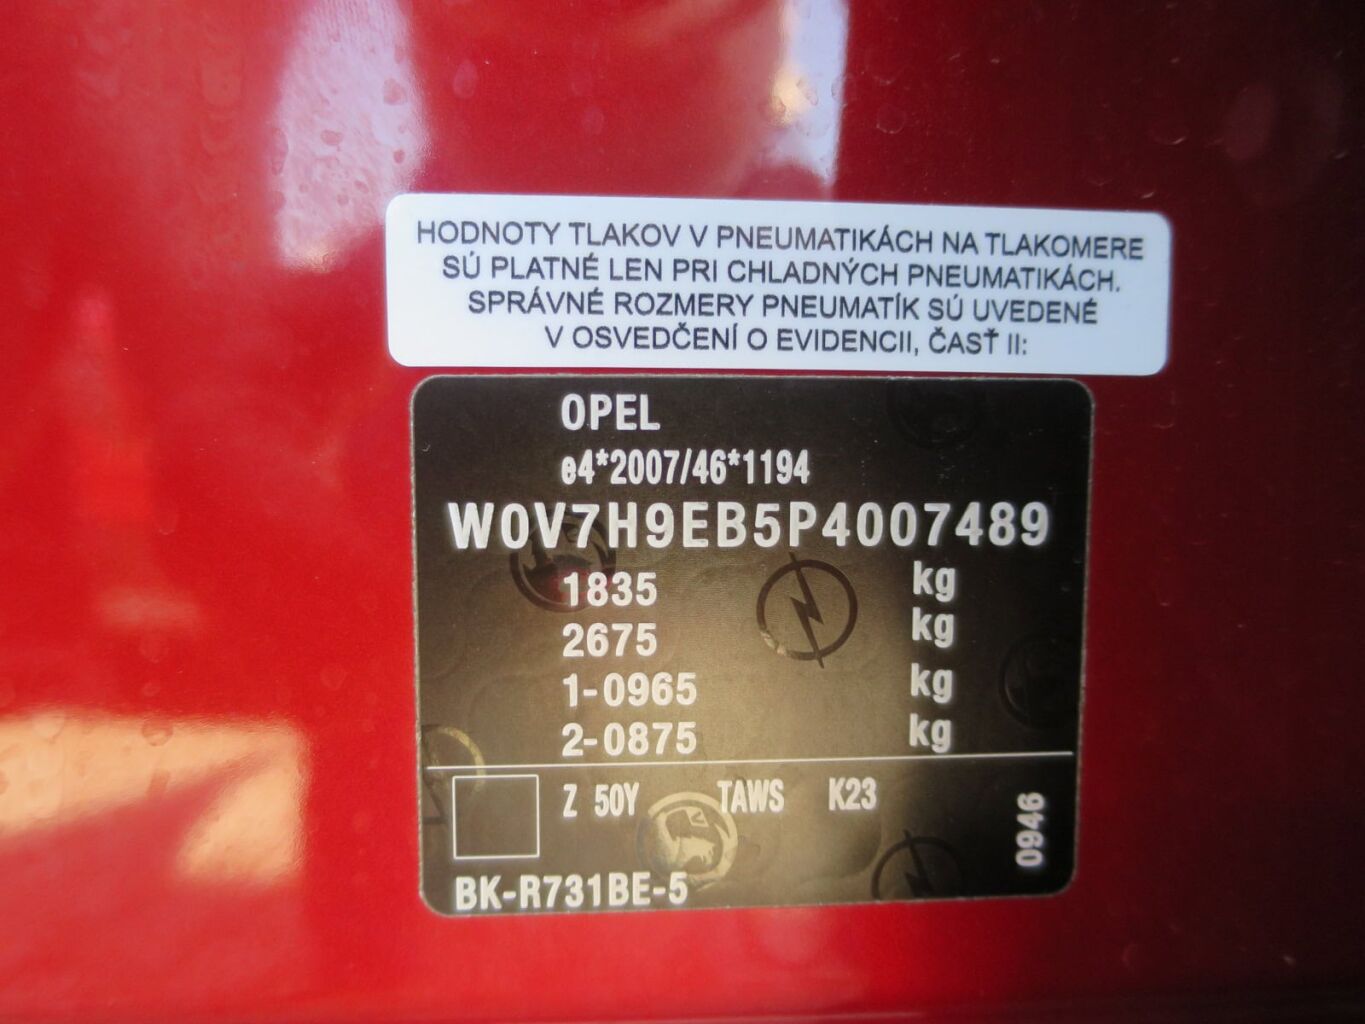 HODNOTY TLAKOV V PNEUMATIKÁCH NA TLAKOMERE
SÚ PLATNÉ LEN PRI CHLADNÝCH PNEUMATIKÁCH.
SPRÁVNÉ ROZMERY PNEUMATÍK SÚ UVEDENÉ
V OSVEDČENÍ O EVIDENCII, ČASŤ II:
OPEL
e4*2007/46*1194
W0V7H9EB5P4007489
1835 kg
2675 kg
1-0965 kg
2-0875 kg
Z 50Y TAWS K23
0946
BK-R731BE-5